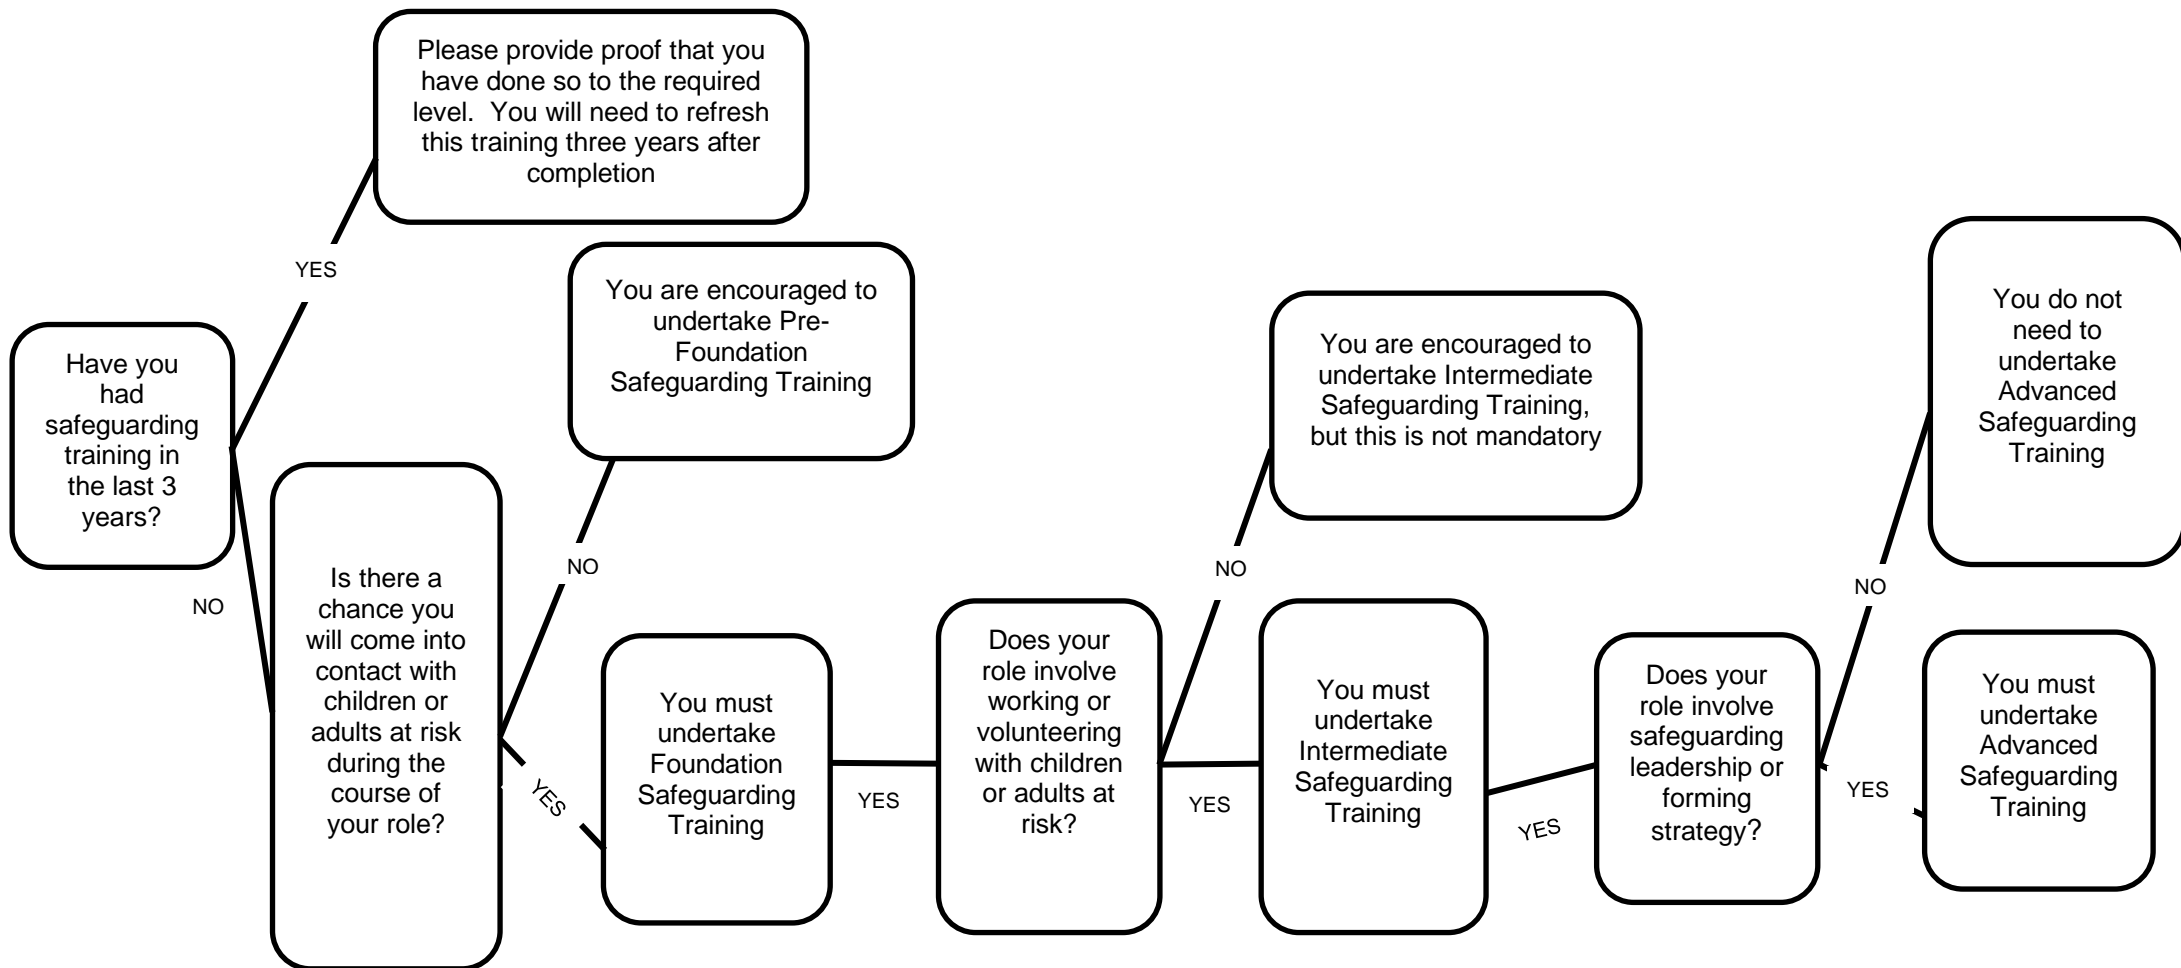 Please provide proof that you
have done so to the required
level.  You will need to refresh
this training three years after
completion
YES
Have you
had
safeguarding
training in
the last 3
years?
NO
You are encouraged to
undertake Pre-
Foundation
Safeguarding Training
NO
Is there a
chance you
will come into
contact with
children or
adults at risk
during the
course of
your role?
YES
You must
undertake
Foundation
Safeguarding
Training
YES
Does your
role involve
working or
volunteering
with children
or adults at
risk?
NO
You are encouraged to
undertake Intermediate
Safeguarding Training,
but this is not mandatory
YES
You must
undertake
Intermediate
Safeguarding
Training
YES
Does your
role involve
safeguarding
leadership or
forming
strategy?
NO
You do not
need to
undertake
Advanced
Safeguarding
Training
YES
You must
undertake
Advanced
Safeguarding
Training